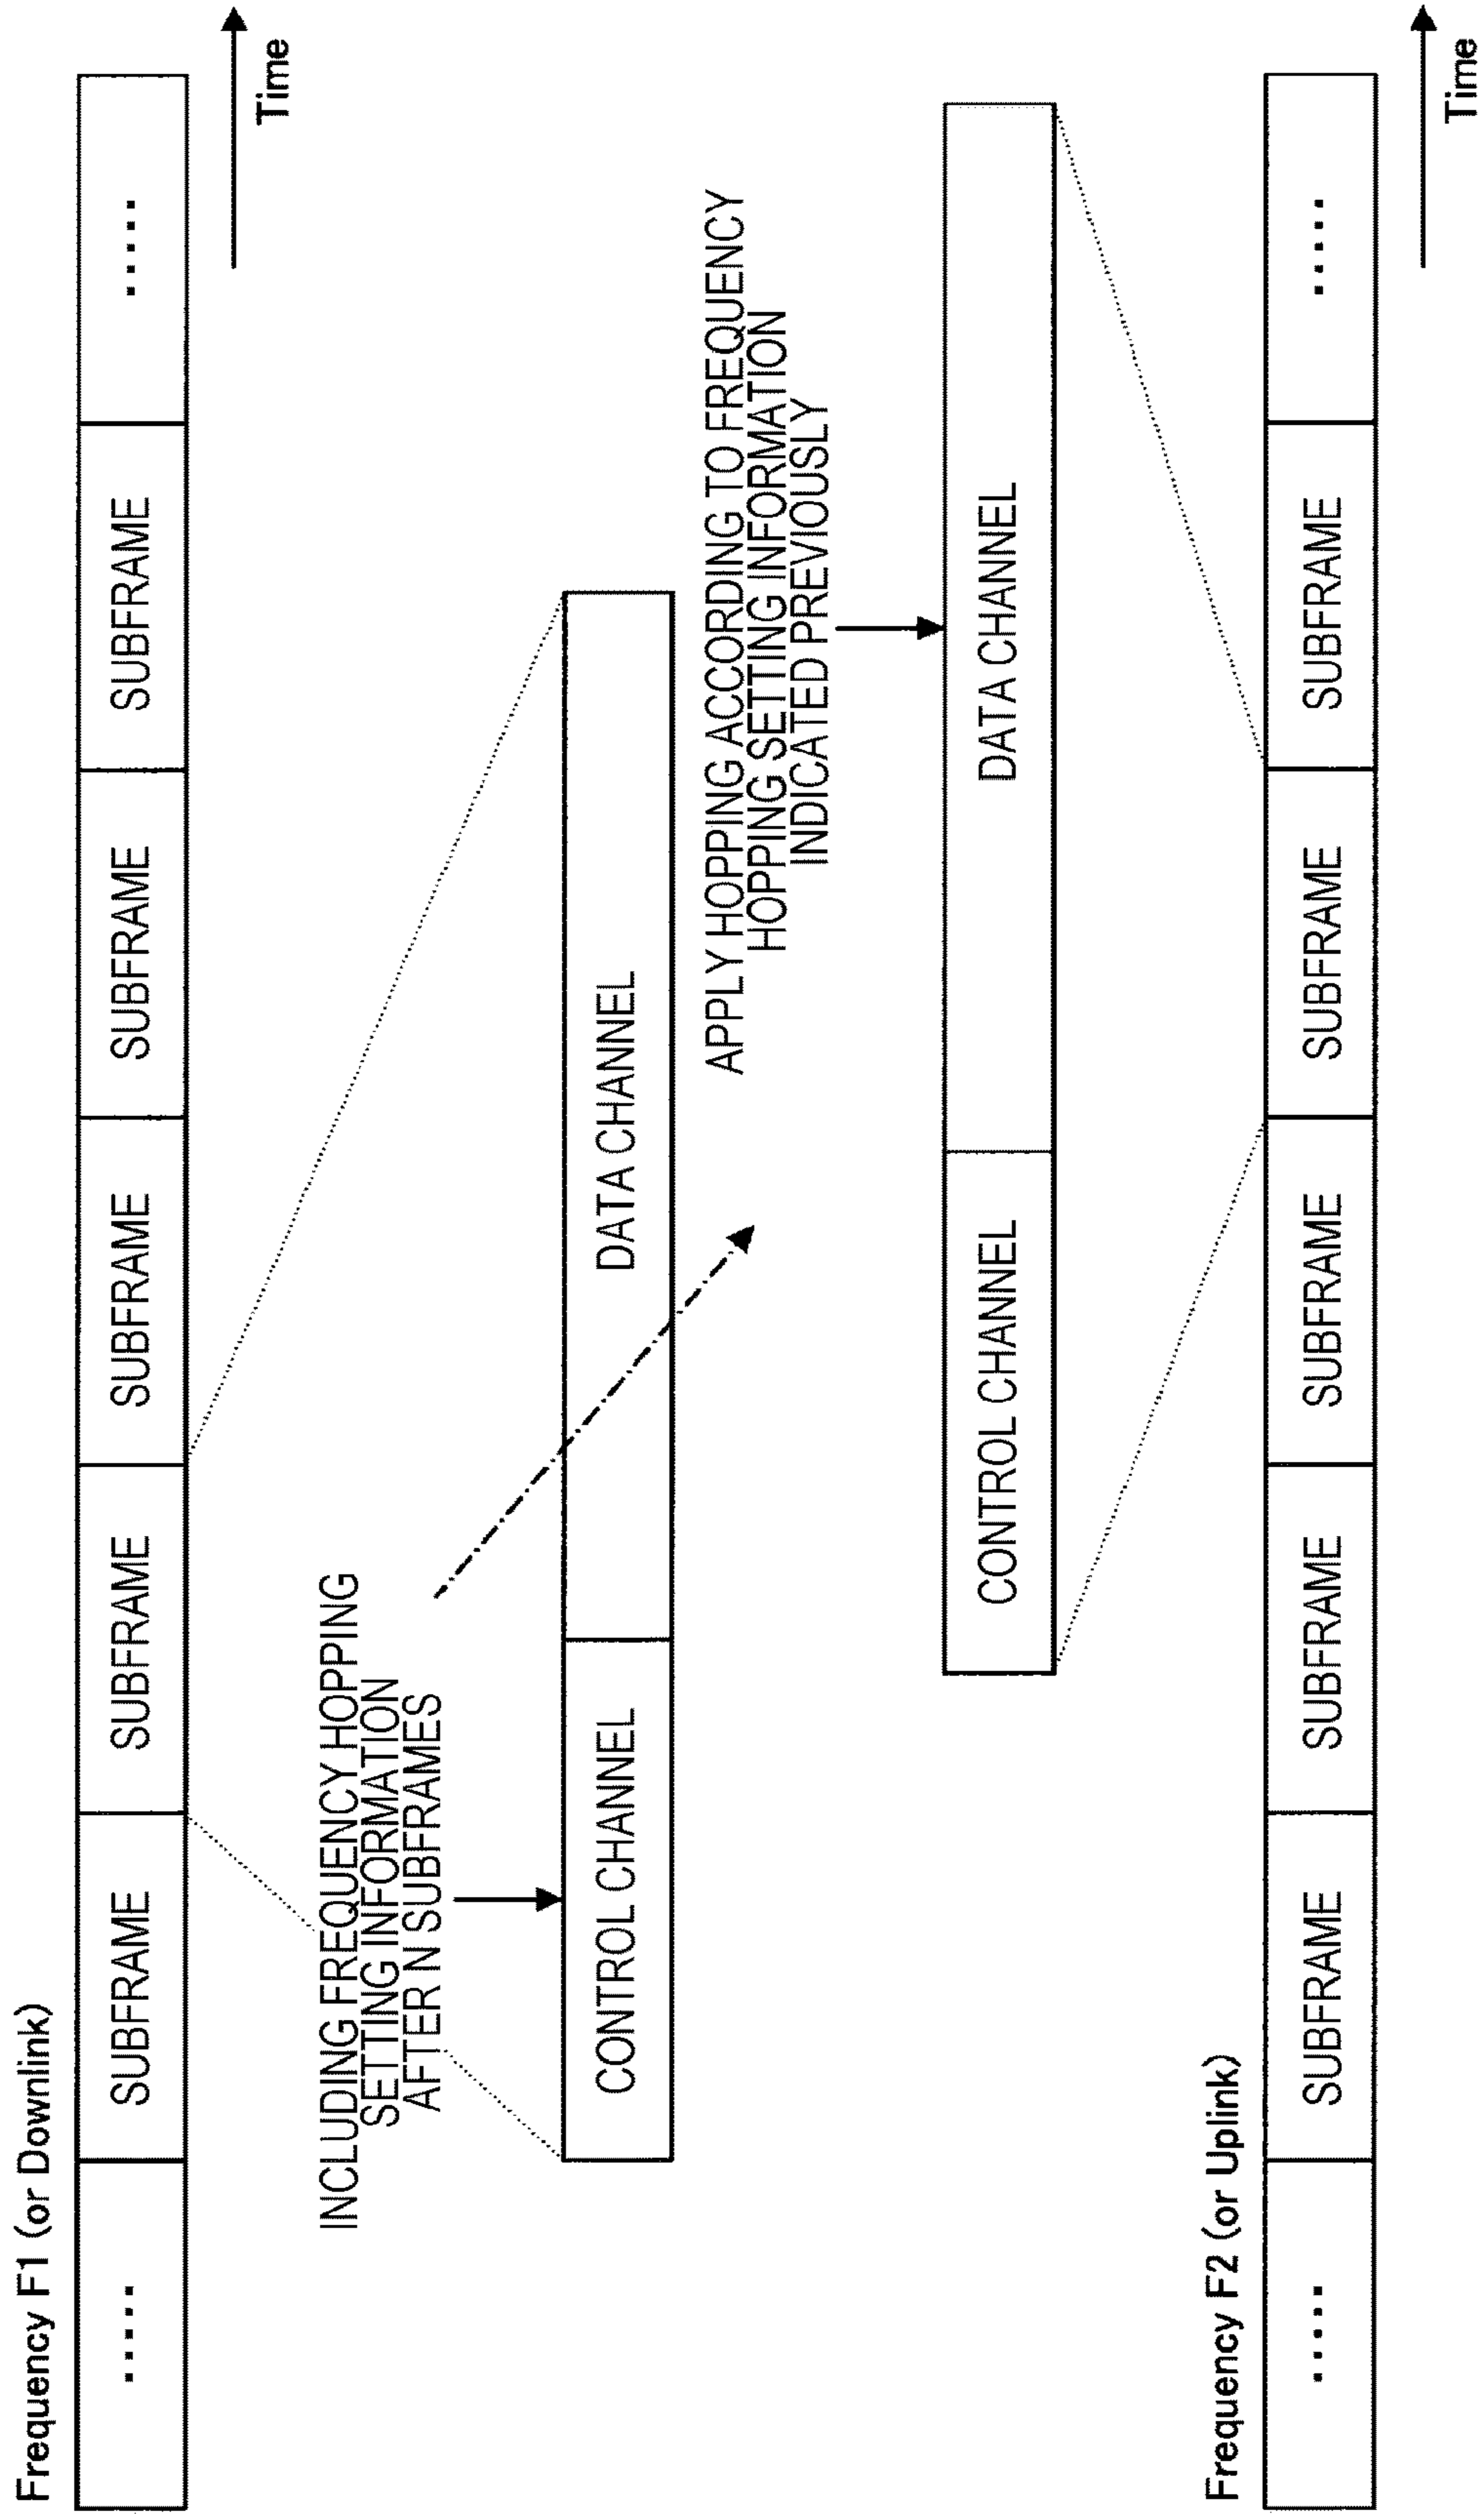 Frequency F1 (or Downlink)
.....
SUBFRAME
SUBFRAME
SUBFRAME
SUBFRAME
SUBFRAME
.....
Time
INCLUDING FREQUENCY HOPPING
SETTING INFORMATION
AFTER N SUBFRAMES
CONTROL CHANNEL
DATA CHANNEL
APPLY HOPPING ACCORDING TO FREQUENCY
HOPPING SETTING INFORMATION
INDICATED PREVIOUSLY
CONTROL CHANNEL
DATA CHANNEL
Frequency F2 (or Uplink)
.....
SUBFRAME
SUBFRAME
SUBFRAME
SUBFRAME
SUBFRAME
.....
Time